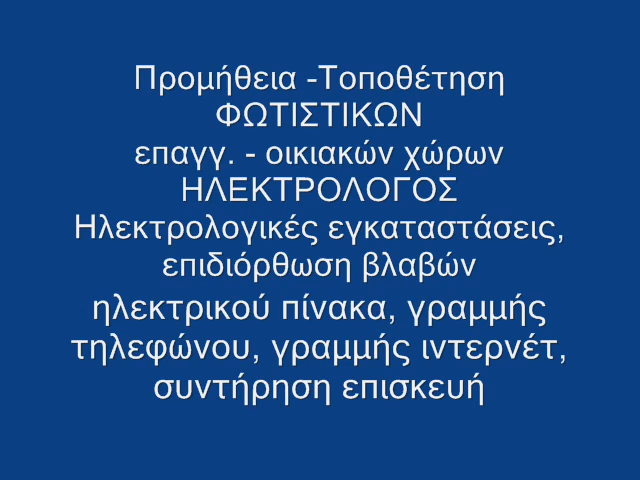 Προμήθεια -Τοποθέτηση
ΦΩΤΙΣΤΙΚΩΝ
επαγγ. - οικιακών χώρων
ΗΛΕΚΤΡΟΛΟΓΟΣ
Ηλεκτρολογικές εγκαταστάσεις,
επιδιόρθωση βλαβών
ηλεκτρικού πίνακα, γραμμής
τηλεφώνου, γραμμής ιντερνέτ,
συντήρηση επισκευή